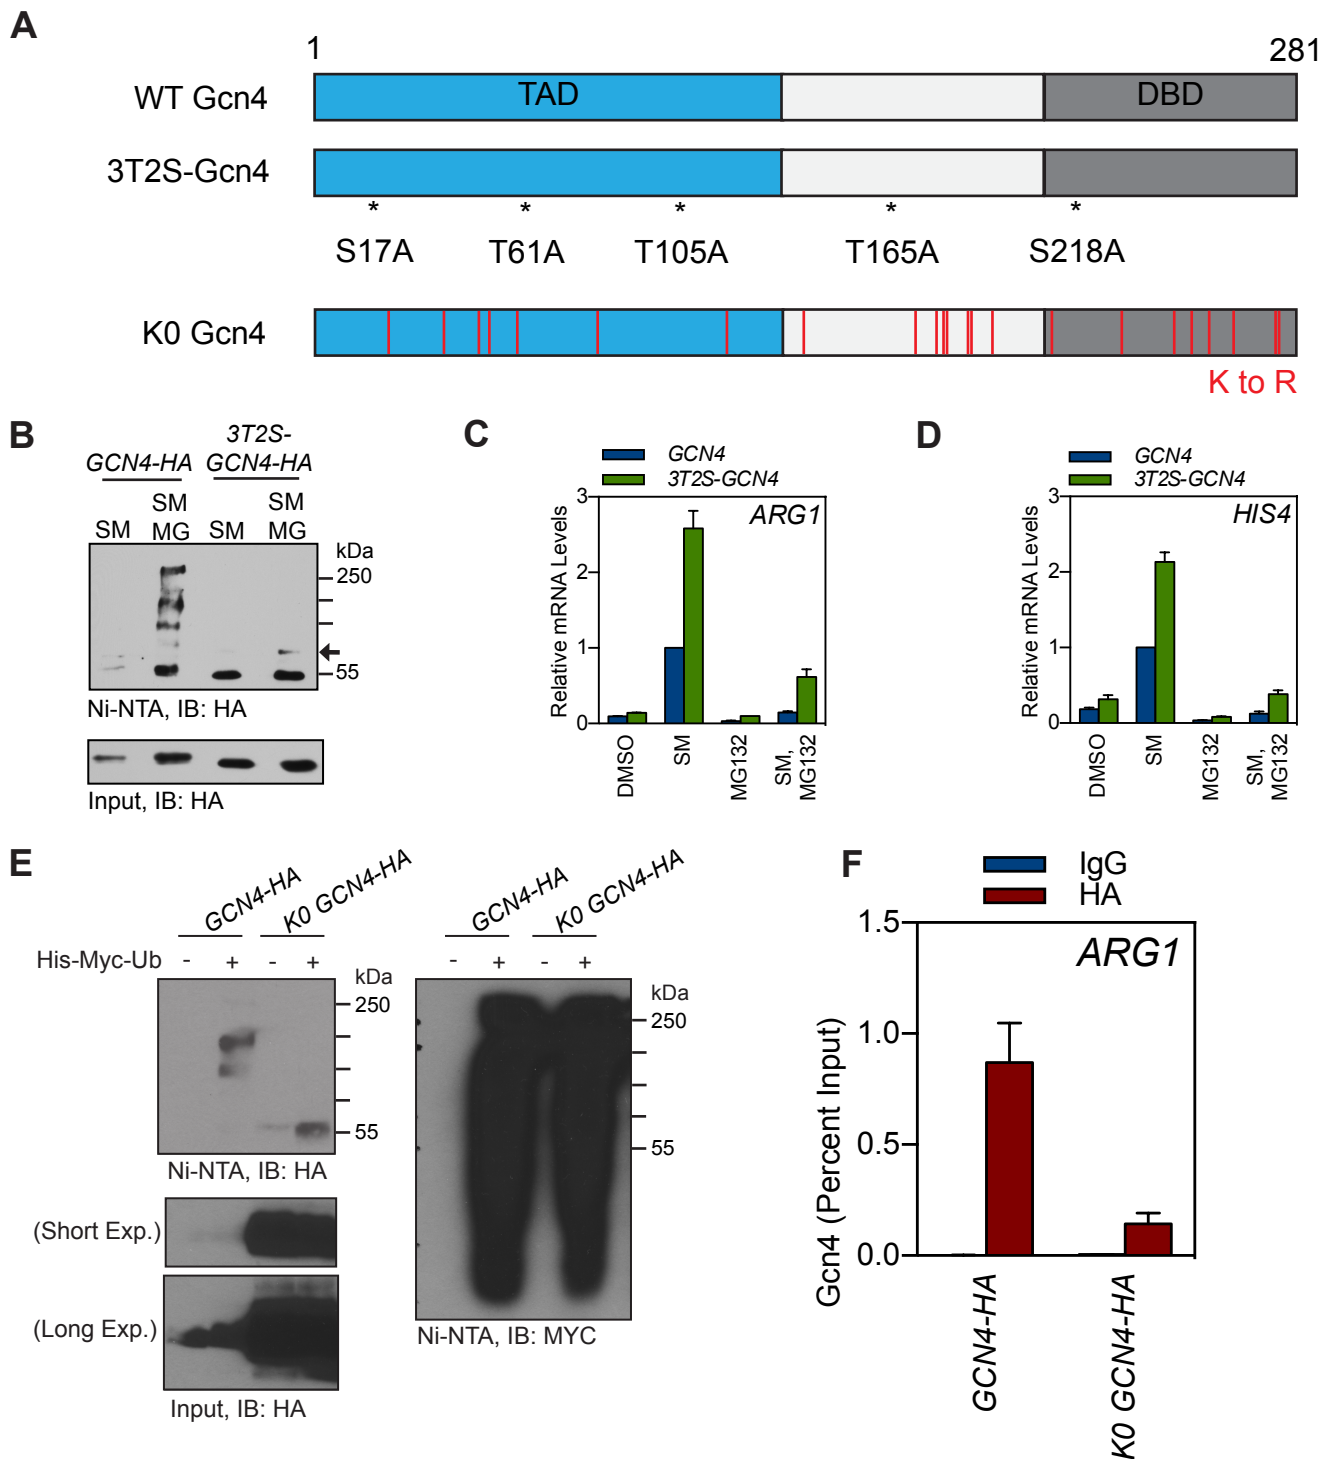 A
1 281
WT Gcn4 TAD DBD
3T2S-Gcn4
* * * * *
S17A T61A T105A T165A S218A
K0 Gcn4
K to R
B
GCN4-HA
3T2S-
GCN4-HA
SM
SM
MG
SM
SM
MG
kDa
250
55
Ni-NTA, IB: HA
Input, IB: HA
C
GCN4
3T2S-GCN4
ARG1
Relative mRNA Levels
3
2
1
0
DMSO
SM
MG132
SM,
MG132
D
GCN4
3T2S-GCN4
HIS4
Relative mRNA Levels
3
2
1
0
DMSO
SM
MG132
SM,
MG132
E
GCN4-HA
K0 GCN4-HA
His-Myc-Ub - + - +
kDa
250
55
Ni-NTA, IB: HA
(Short Exp.)
(Long Exp.)
Input, IB: HA
GCN4-HA
K0 GCN4-HA
- + - +
kDa
250
55
Ni-NTA, IB: MYC
F
IgG
HA
ARG1
Gcn4 (Percent Input)
1.5
1.0
0.5
0.0
GCN4-HA
K0 GCN4-HA